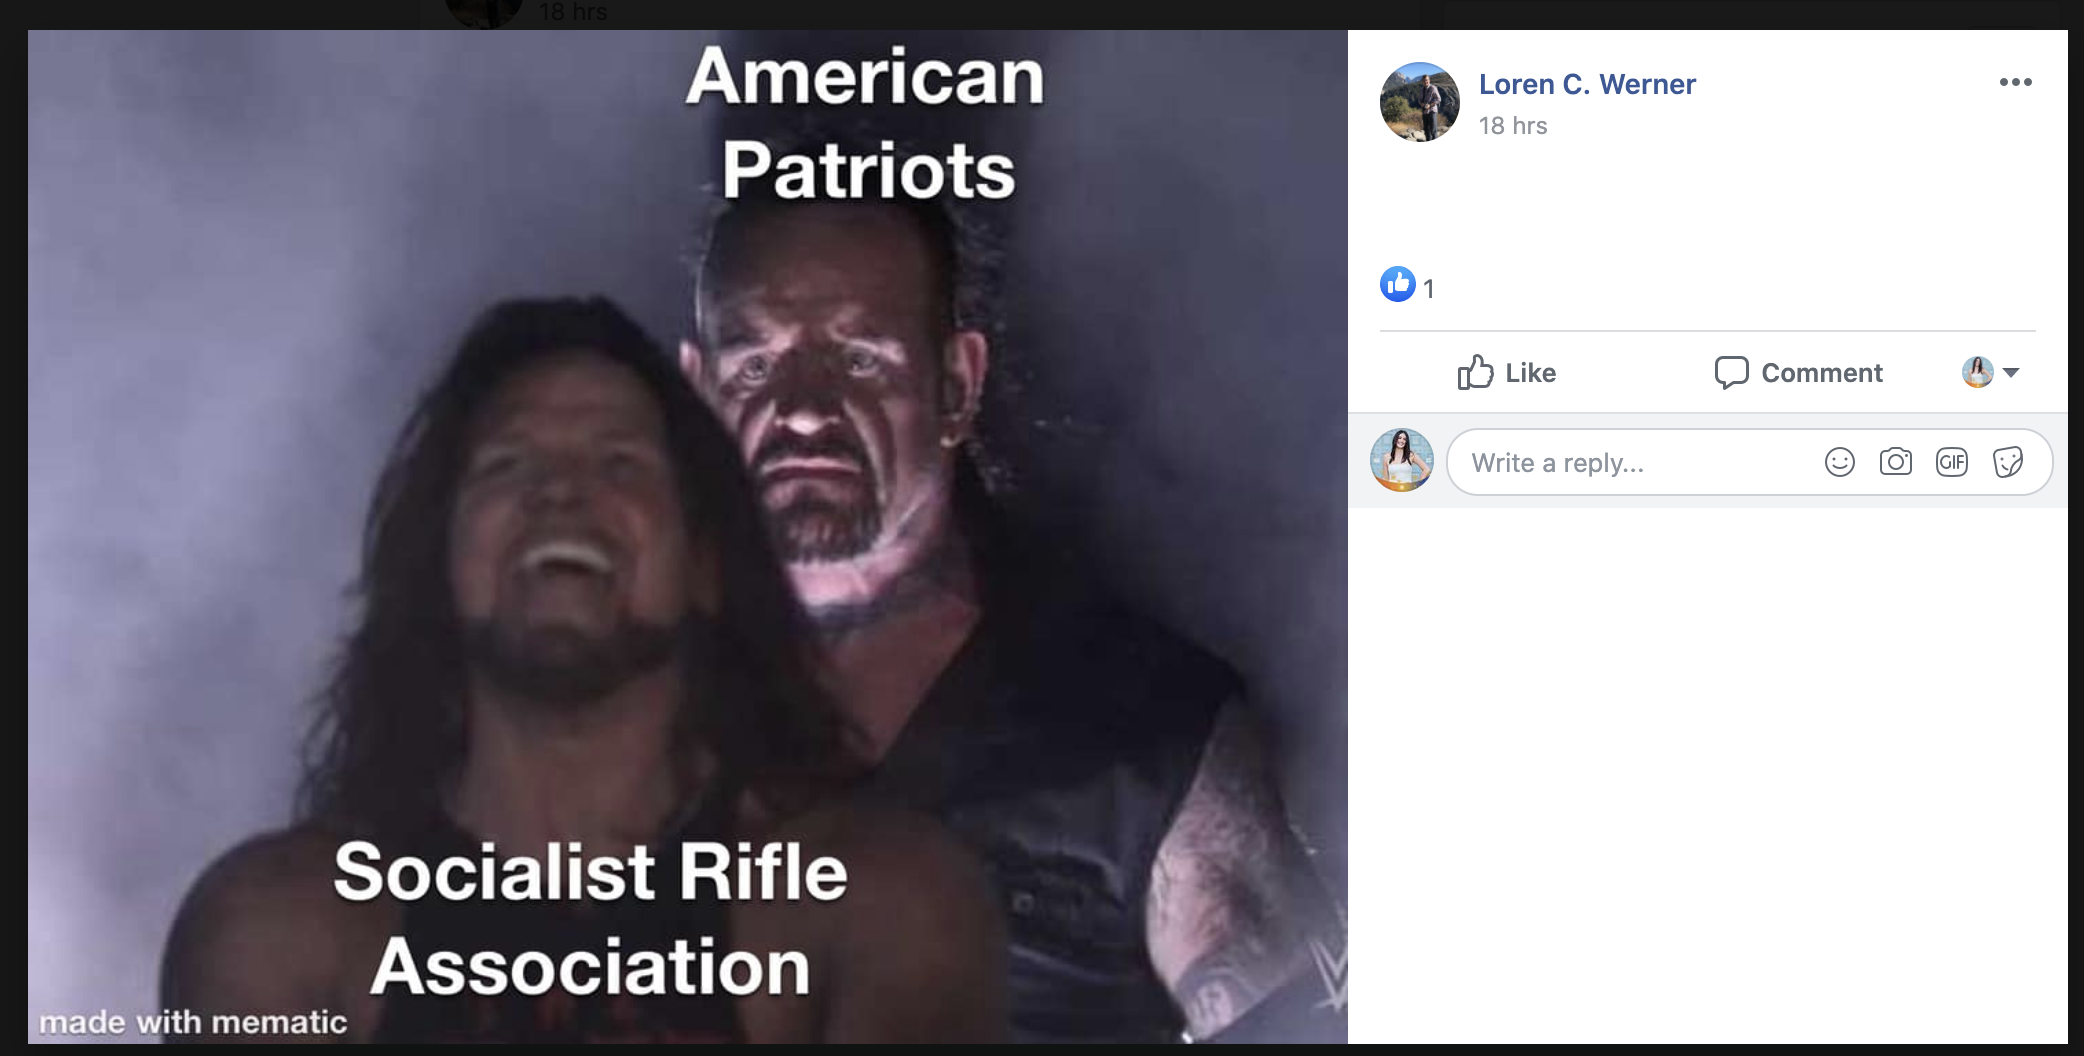 18 hrs
American
Patriots
Socialist Rifle
Association
made with mematic
Loren C. Werner
18 hrs
1
Like
Comment
Write a reply...
GIF